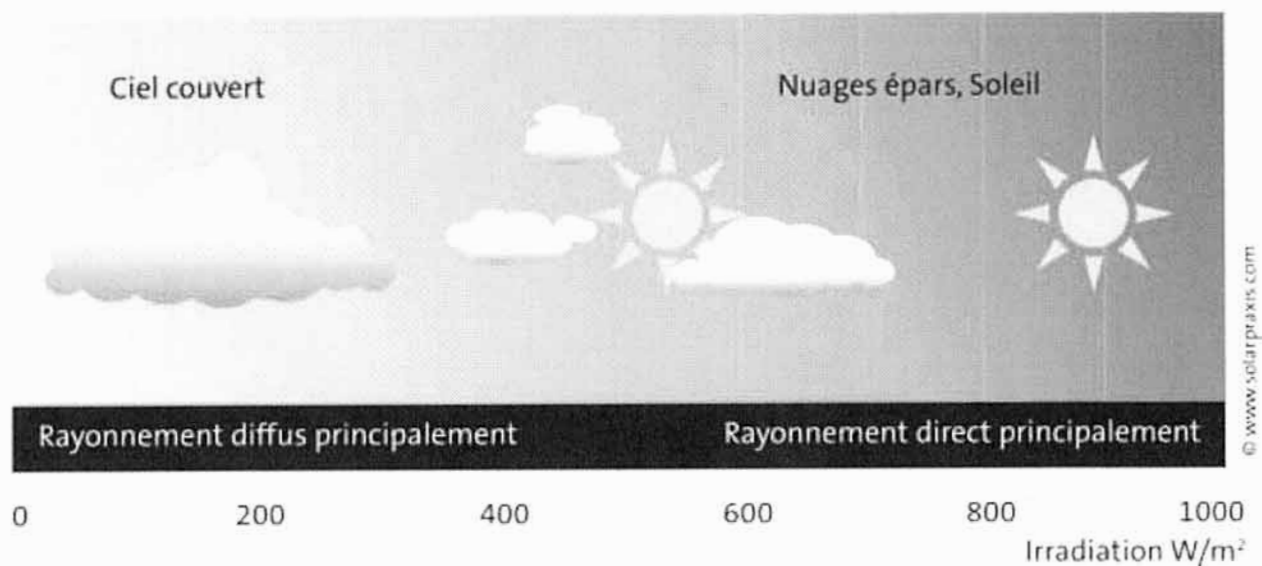 Ciel couvert
Nuages épars, Soleil
Rayonnement diffus principalement
Rayonnement direct principalement
0 200 400 600 800 1000
Irradiation W/m²
© www.solarpraxis.com